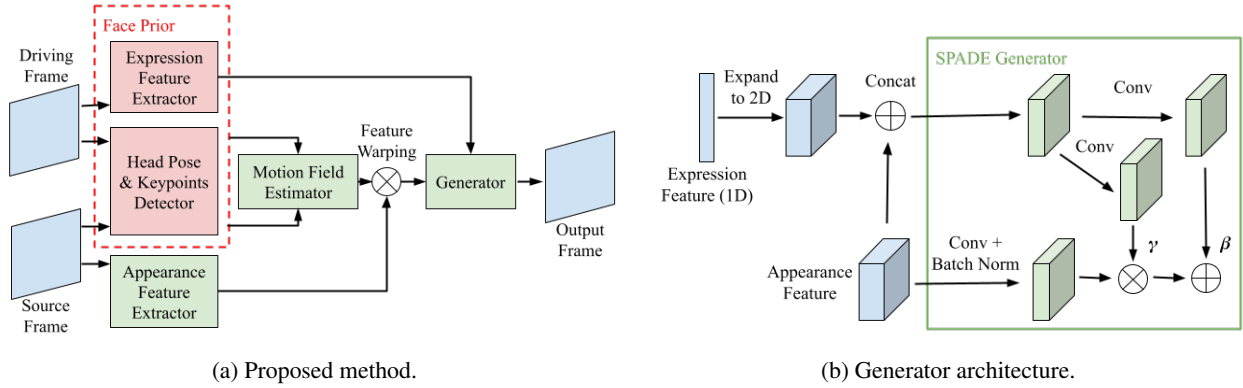 Face Prior
Driving
Frame
Expression
Feature
Extractor
Head Pose
& Keypoints
Detector
Motion Field
Estimator
Feature
Warping
Generator
Output
Frame
Source
Frame
Appearance
Feature
Extractor
(a) Proposed method.
SPADE Generator
Expand
to 2D
Concat
Conv
Conv
Expression
Feature (1D)
Appearance
Feature
Conv +
Batch Norm
γ
β
(b) Generator architecture.